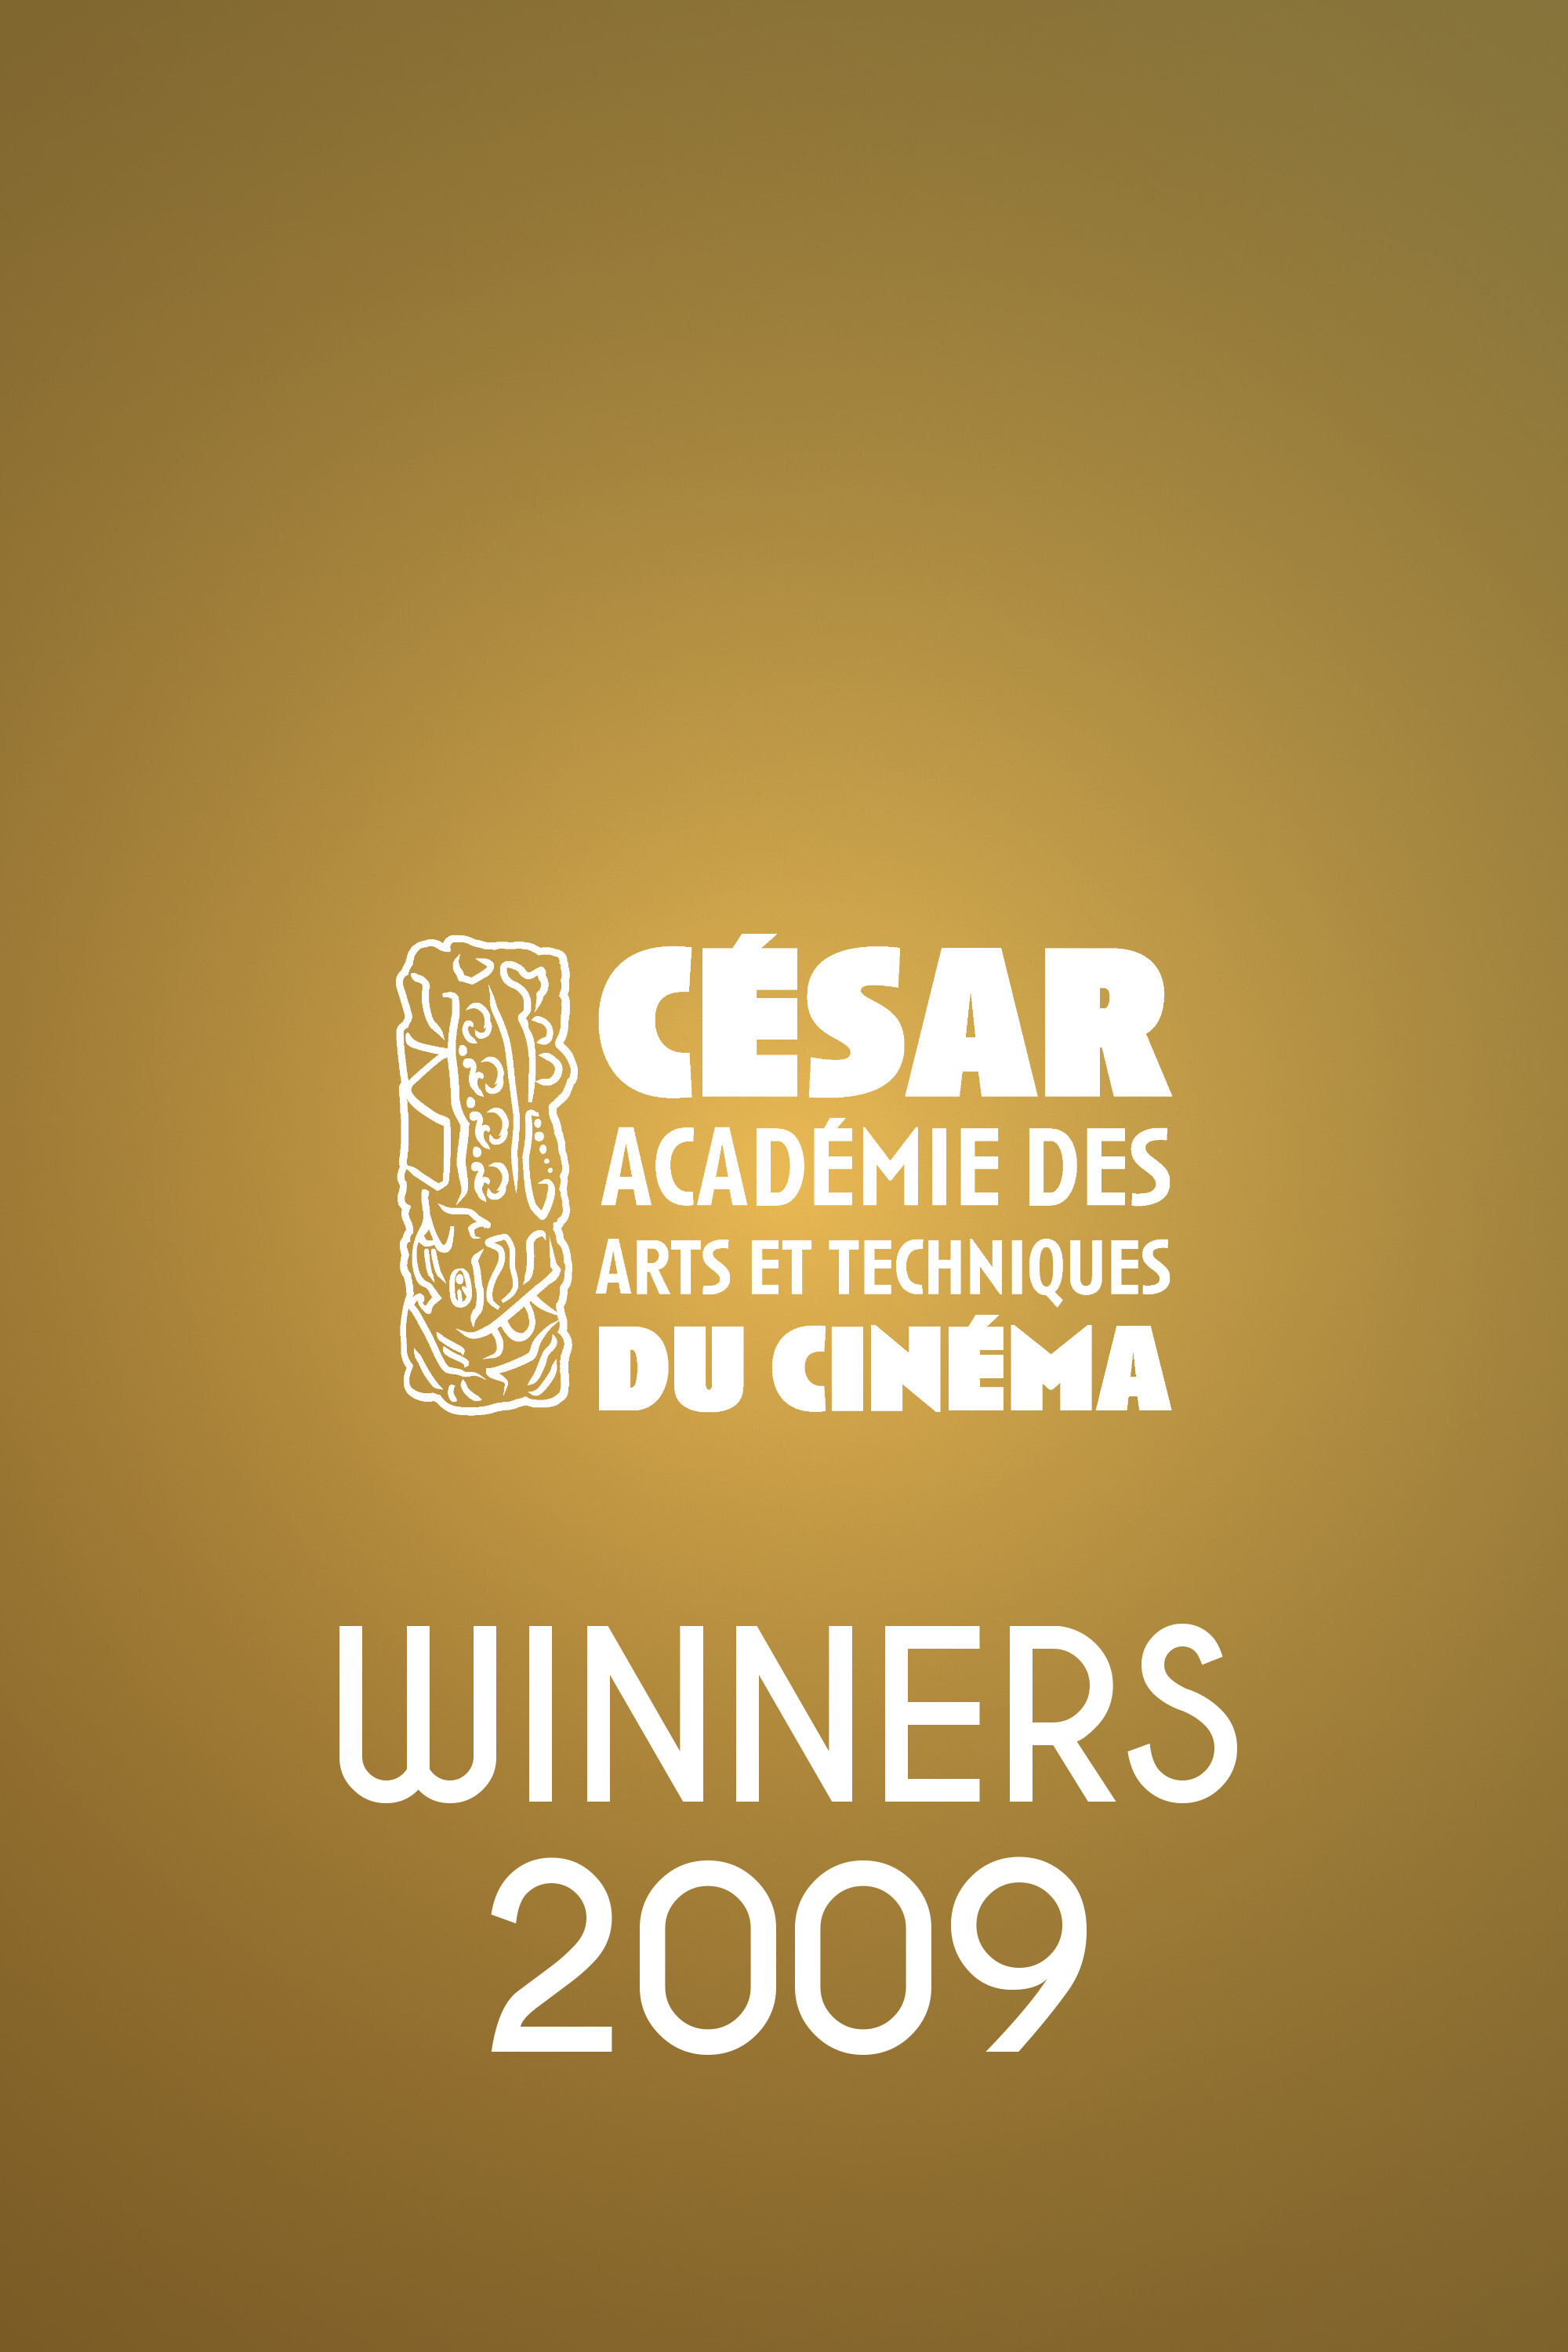 CÉSAR
ACADÉMIE DES
ARTS ET TECHNIQUES
DU CINÉMA
WINNERS
2009